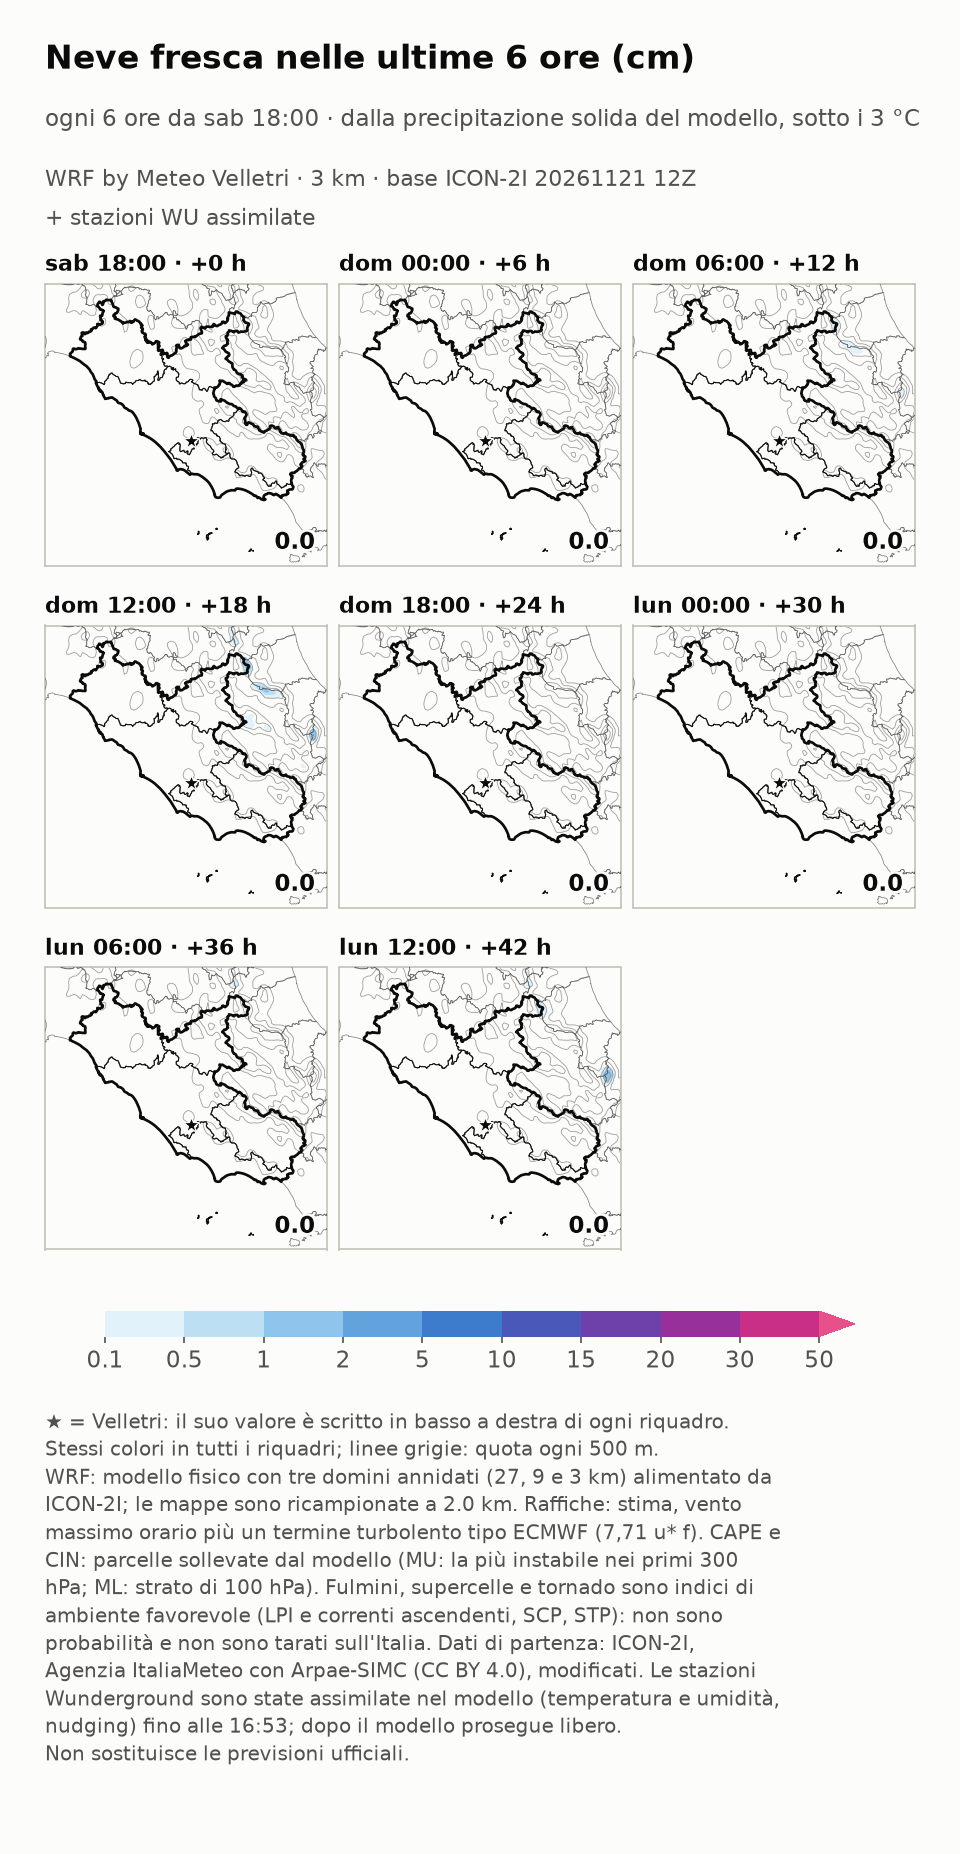 Neve fresca nelle ultime 6 ore (cm)
ogni 6 ore da sab 18:00 · dalla precipitazione solida del modello, sotto i 3 °C
WRF by Meteo Velletri · 3 km · base ICON-2I 20261121 12Z
+ stazioni WU assimilate
sab 18:00 · +0 h
dom 00:00 · +6 h
dom 06:00 · +12 h
0.0
0.0
0.0
dom 12:00 · +18 h
dom 18:00 · +24 h
lun 00:00 · +30 h
0.0
0.0
0.0
lun 06:00 · +36 h
lun 12:00 · +42 h
0.0
0.0
0.1 0.5 1 2 5 10 15 20 30 50
★ = Velletri: il suo valore è scritto in basso a destra di ogni riquadro.
Stessi colori in tutti i riquadri; linee grigie: quota ogni 500 m.
WRF: modello fisico con tre domini annidati (27, 9 e 3 km) alimentato da
ICON-2I; le mappe sono ricampionate a 2.0 km. Raffiche: stima, vento
massimo orario più un termine turbolento tipo ECMWF (7,71 u* f). CAPE e
CIN: parcelle sollevate dal modello (MU: la più instabile nei primi 300
hPa; ML: strato di 100 hPa). Fulmini, supercelle e tornado sono indici di
ambiente favorevole (LPI e correnti ascendenti, SCP, STP): non sono
probabilità e non sono tarati sull'Italia. Dati di partenza: ICON-2I,
Agenzia ItaliaMeteo con Arpae-SIMC (CC BY 4.0), modificati. Le stazioni
Wunderground sono state assimilate nel modello (temperatura e umidità,
nudging) fino alle 16:53; dopo il modello prosegue libero.
Non sostituisce le previsioni ufficiali.